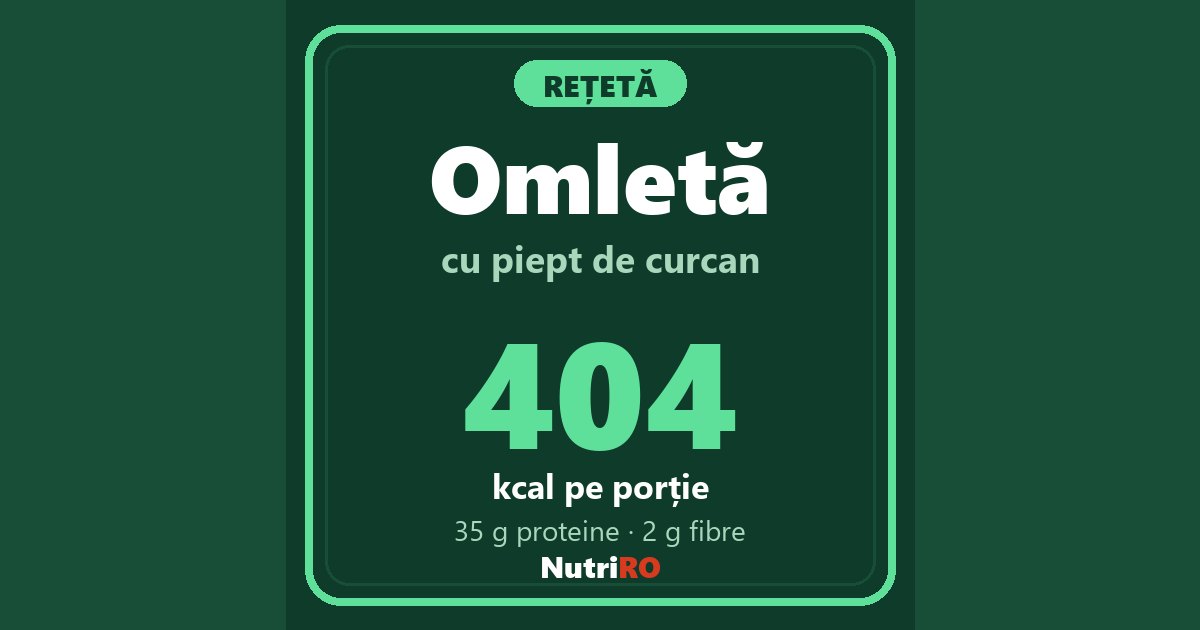 REȚETĂ
Omletă
cu piept de curcan
404
kcal pe porție
35 g proteine · 2 g fibre
NutriRO